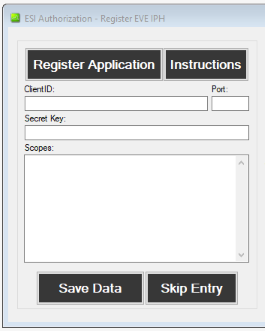 ESI Authorization - Register EVE IPH
Register Application Instructions
ClientID: Port:
Secret Key:
Scopes:
Save Data Skip Entry